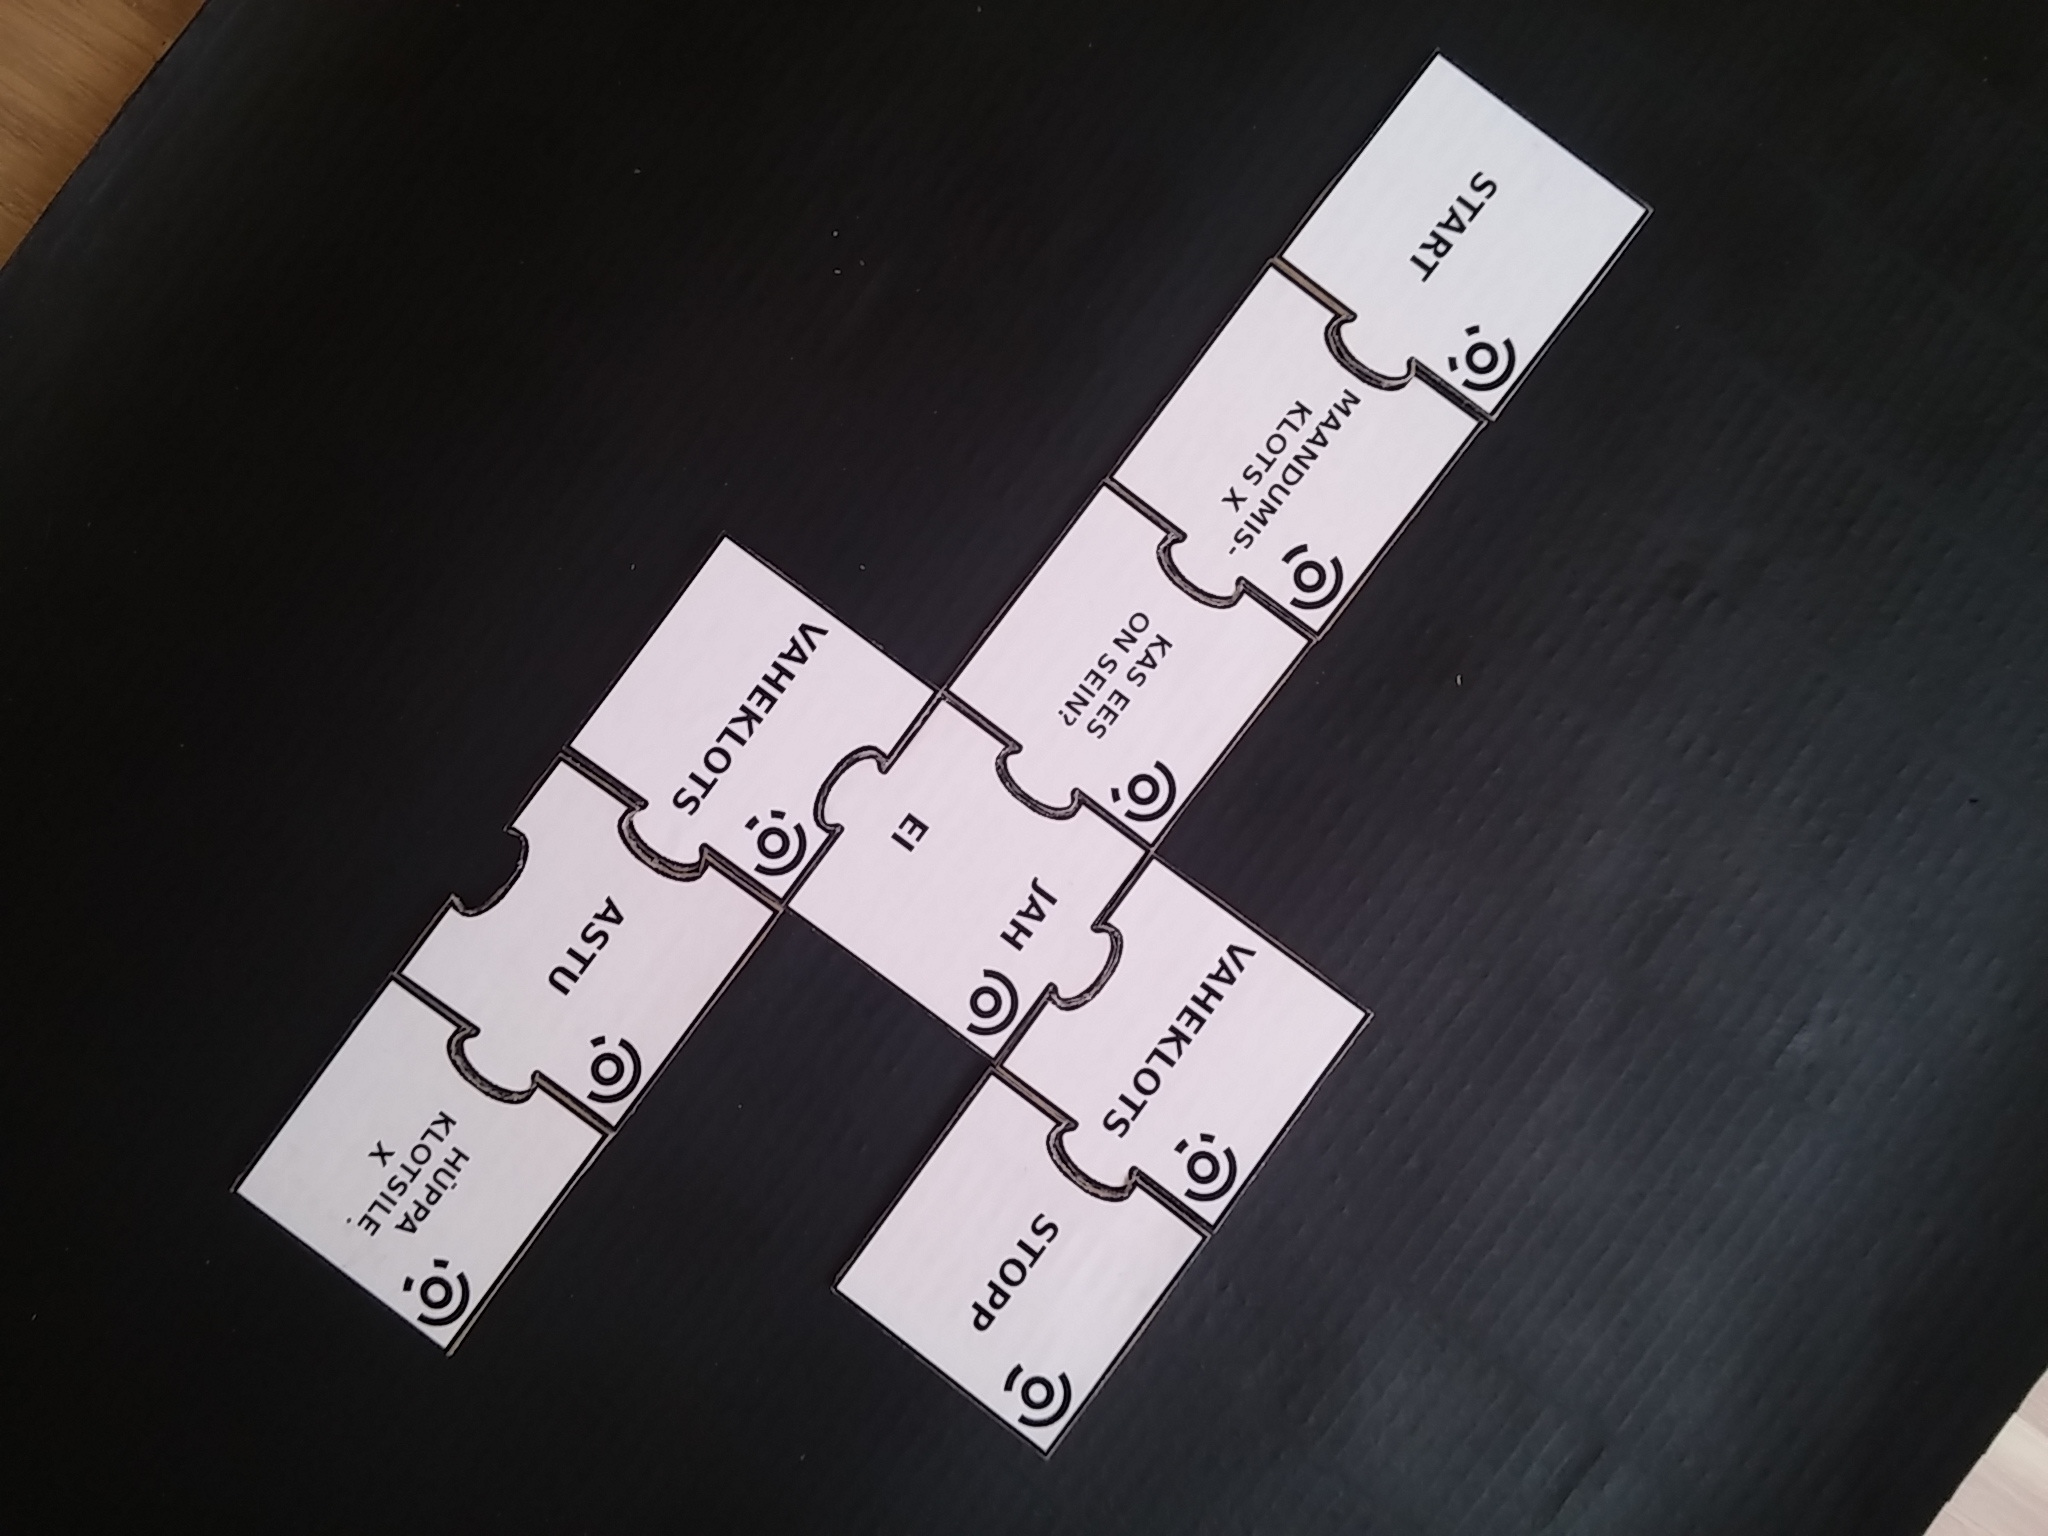 START
MAANDUMIS-
KLOTS X
KAS EES
ON SEIN?
JAH
EI
VAHEKLOTS
STOPP
VAHEKLOTS
ASTU
HÜPPA
KLOTSILE
X